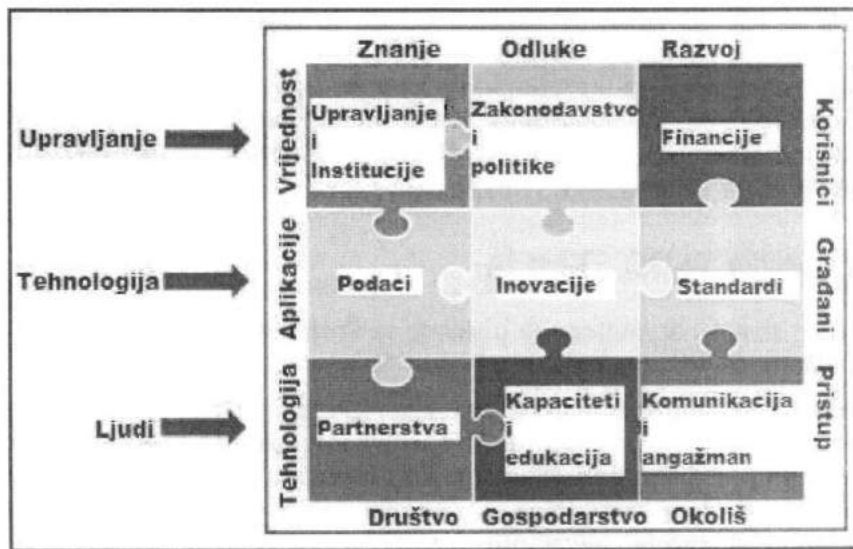 Znanje Odluke Razvoj
Upravljanje
Vrijednost
Upravljanje
i
Institucije
Zakonodavstvo
i
politike
Financije
Korisnici
Tehnologija
Aplikacije
Podaci
Inovacije
Standardi
Građani
Ljudi
Tehnologija
Partnerstva
Kapaciteti
i
edukacija
Komunikacija
i
angažman
Pristup
Društvo Gospodarstvo Okoliš